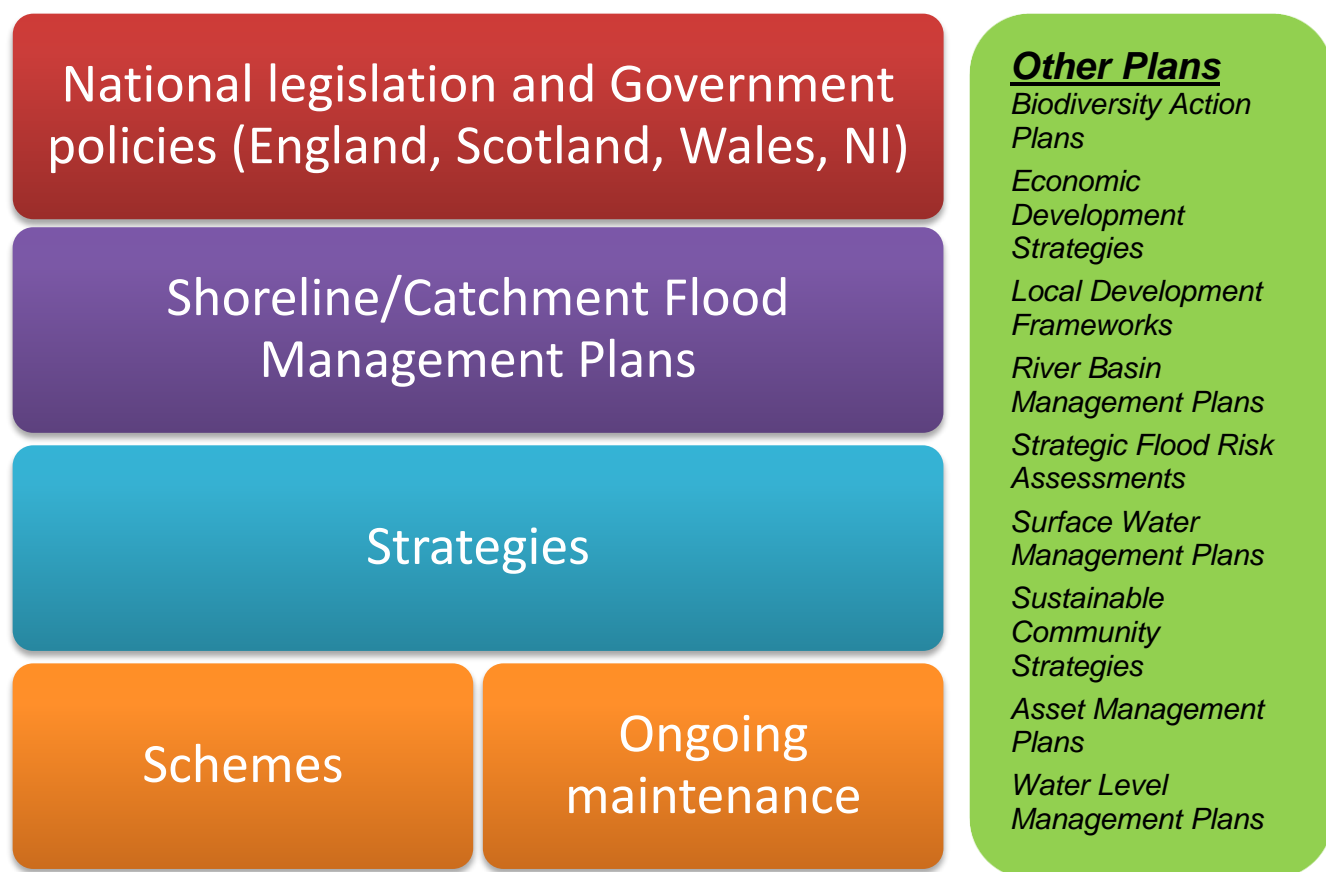 National legislation and Government
policies (England, Scotland, Wales, NI)
Shoreline/Catchment Flood
Management Plans
Strategies
Schemes
Ongoing
maintenance
Other Plans
Biodiversity Action
Plans
Economic
Development
Strategies
Local Development
Frameworks
River Basin
Management Plans
Strategic Flood Risk
Assessments
Surface Water
Management Plans
Sustainable
Community
Strategies
Asset Management
Plans
Water Level
Management Plans